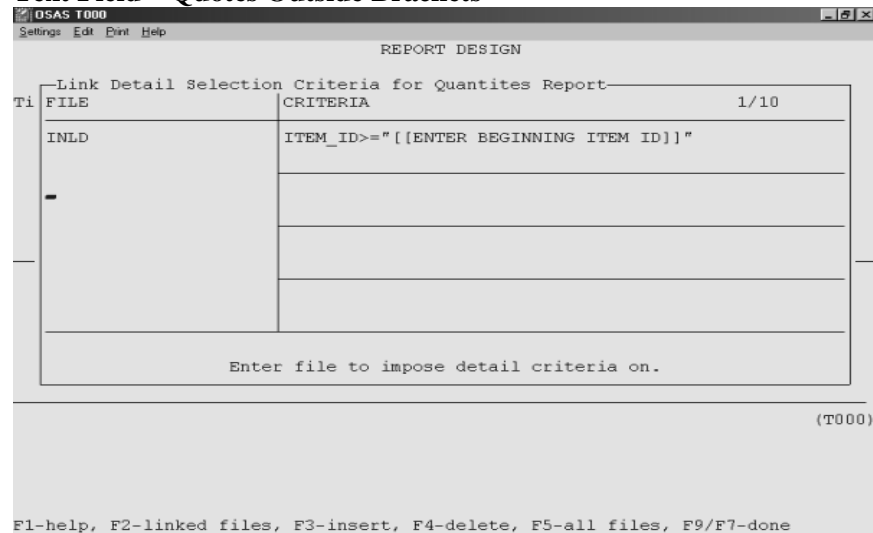 Text Field – Quotes Outside Brackets
OSAS T000
Settings Edit Print Help
REPORT DESIGN
Link Detail Selection Criteria for Quantites Report
Ti FILE CRITERIA 1/10
INLD ITEM_ID>="[[ENTER BEGINNING ITEM ID]]"
Enter file to impose detail criteria on.
(T000)
F1-help, F2-linked files, F3-insert, F4-delete, F5-all files, F9/F7-done